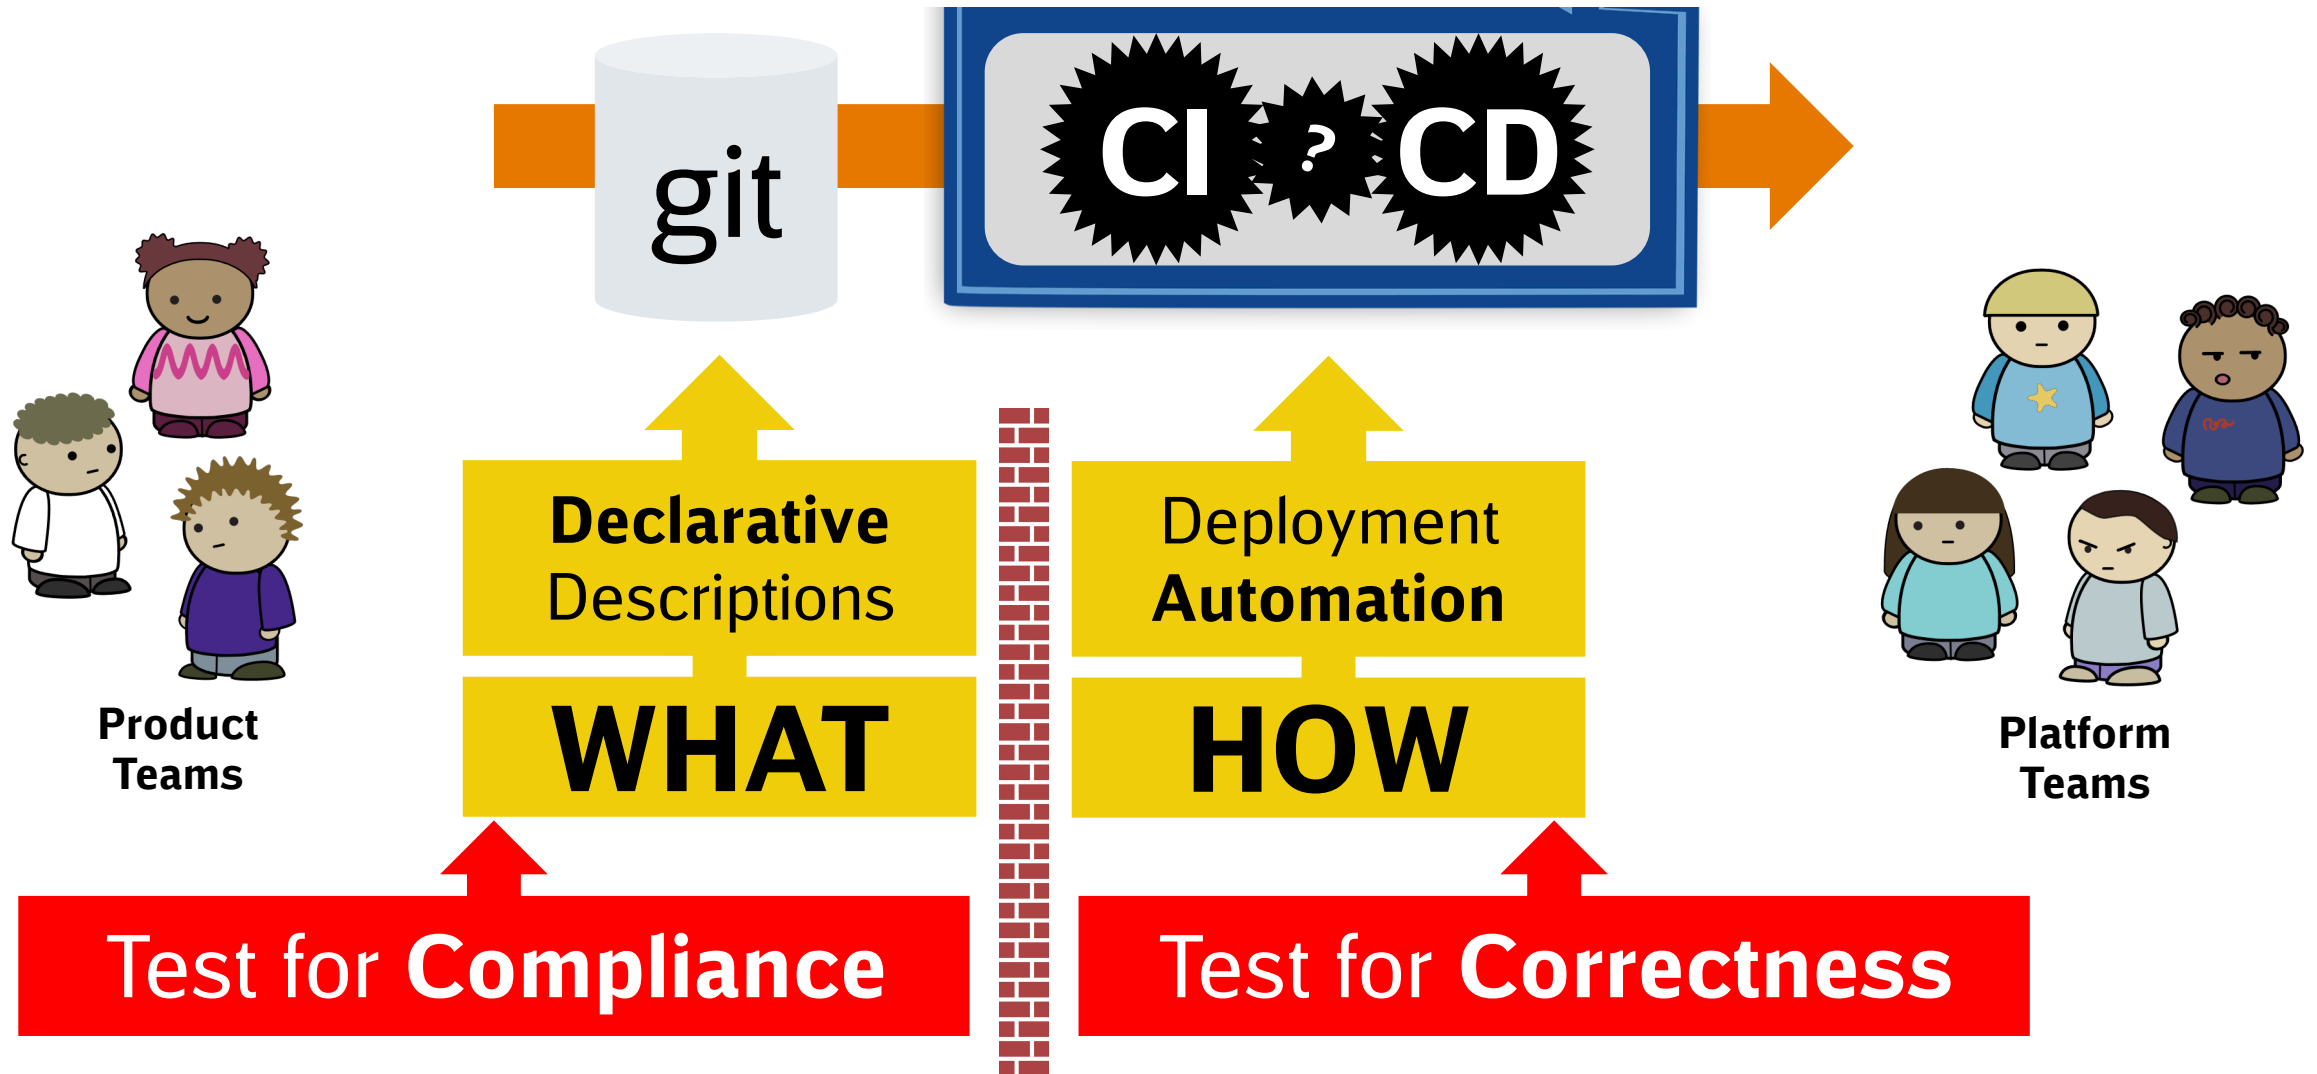 git
CI ? CD
Declarative
Descriptions
WHAT
Deployment
Automation
HOW
Product
Teams
Platform
Teams
Test for Compliance
Test for Correctness